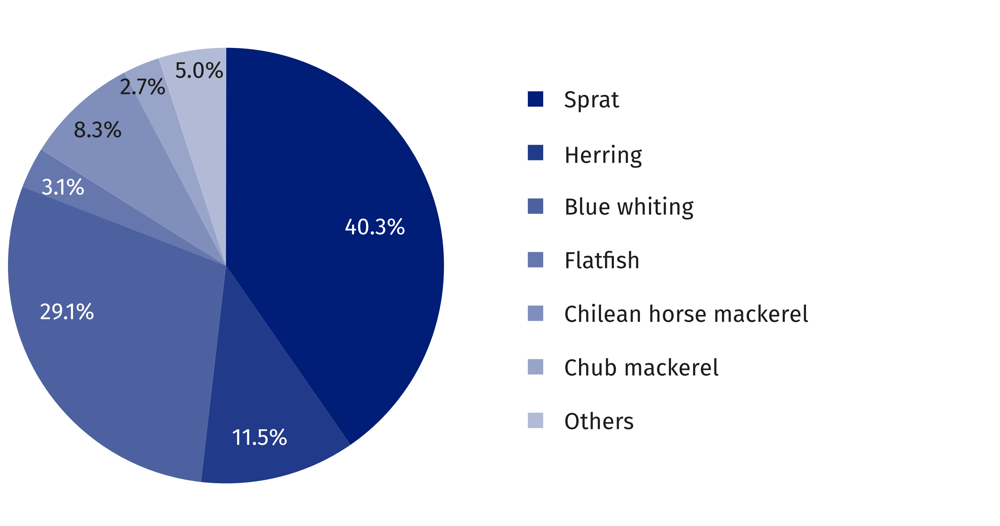 5.0%
2.7%
8.3%
3.1%
40.3%
29.1%
11.5%
Sprat
Herring
Blue whiting
Flatfish
Chilean horse mackerel
Chub mackerel
Others